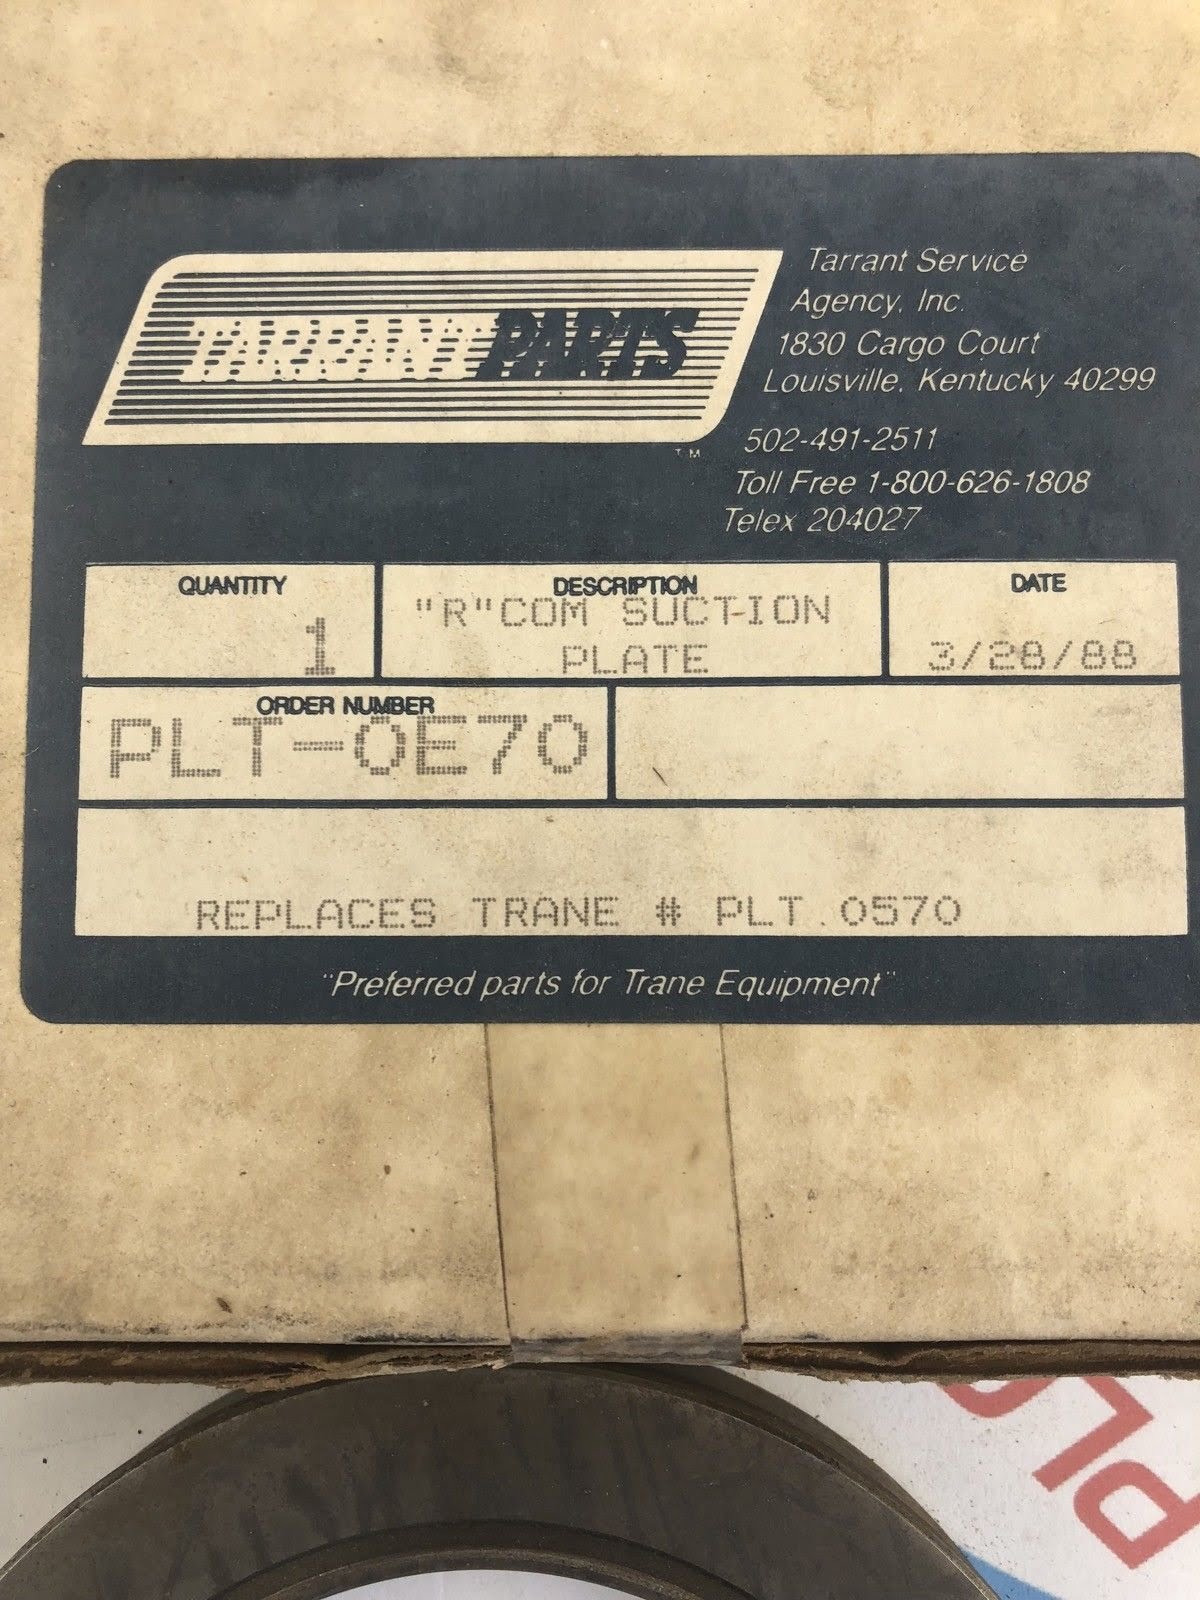 TARRANT PARTS
TM
Tarrant Service
Agency, Inc.
1830 Cargo Court
Louisville, Kentucky 40299
502-491-2511
Toll Free 1-800-626-1808
Telex 204027
QUANTITY
1
DESCRIPTION
"R"COM SUCTION
PLATE
DATE
3/28/88
ORDER NUMBER
PLT-0E70
REPLACES TRANE # PLT 0570
"Preferred parts for Trane Equipment"